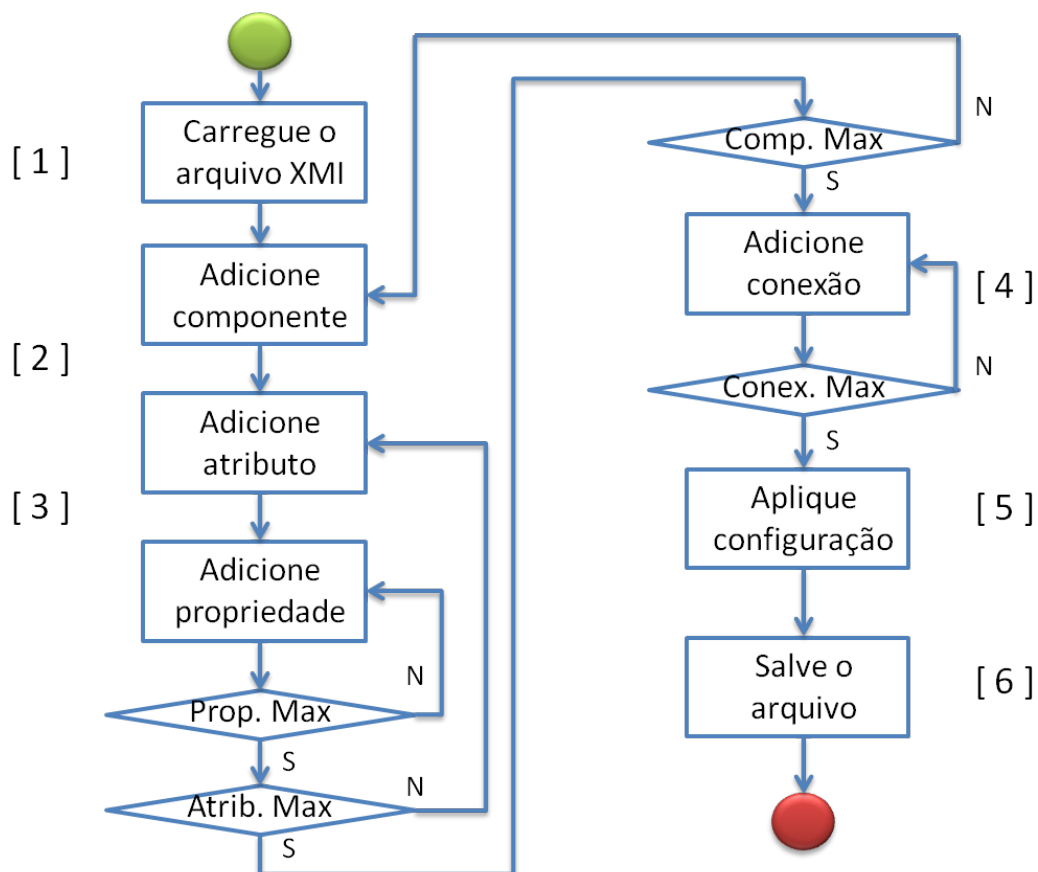 [ 1 ]
Carregue o
arquivo XMI
Adicione
componente
[ 2 ]
Adicione
atributo
[ 3 ]
Adicione
propriedade
N
Prop. Max
S
N
Atrib. Max
S
N
Comp. Max
S
Adicione
conexão
[ 4 ]
N
Conex. Max
S
Aplique
configuração
[ 5 ]
Salve o
arquivo
[ 6 ]